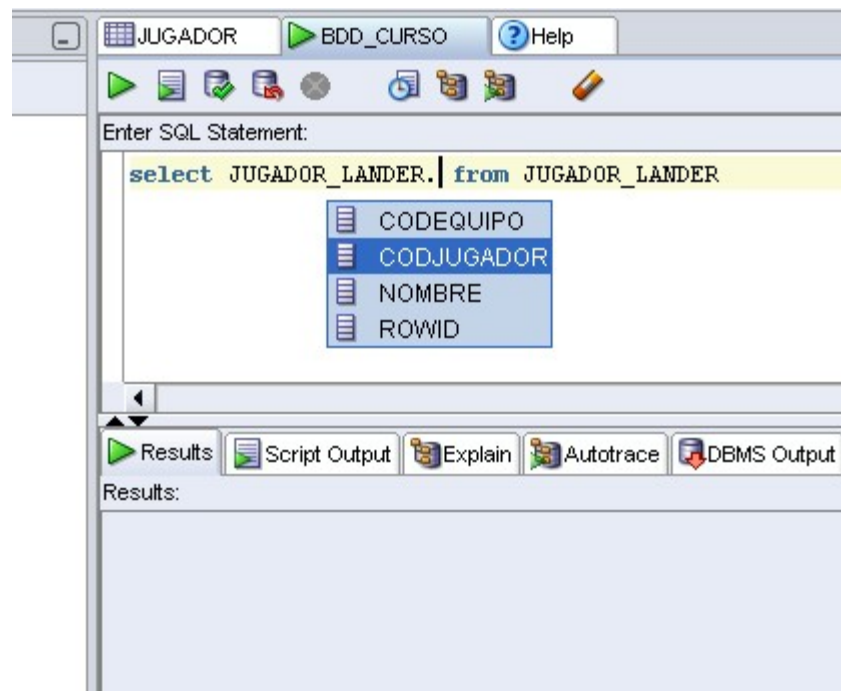 JUGADOR BDD_CURSO Help
Enter SQL Statement:
select JUGADOR_LANDER. from JUGADOR_LANDER
CODEQUIPO
CODJUGADOR
NOMBRE
ROWID
Results Script Output Explain Autotrace DBMS Output
Results: